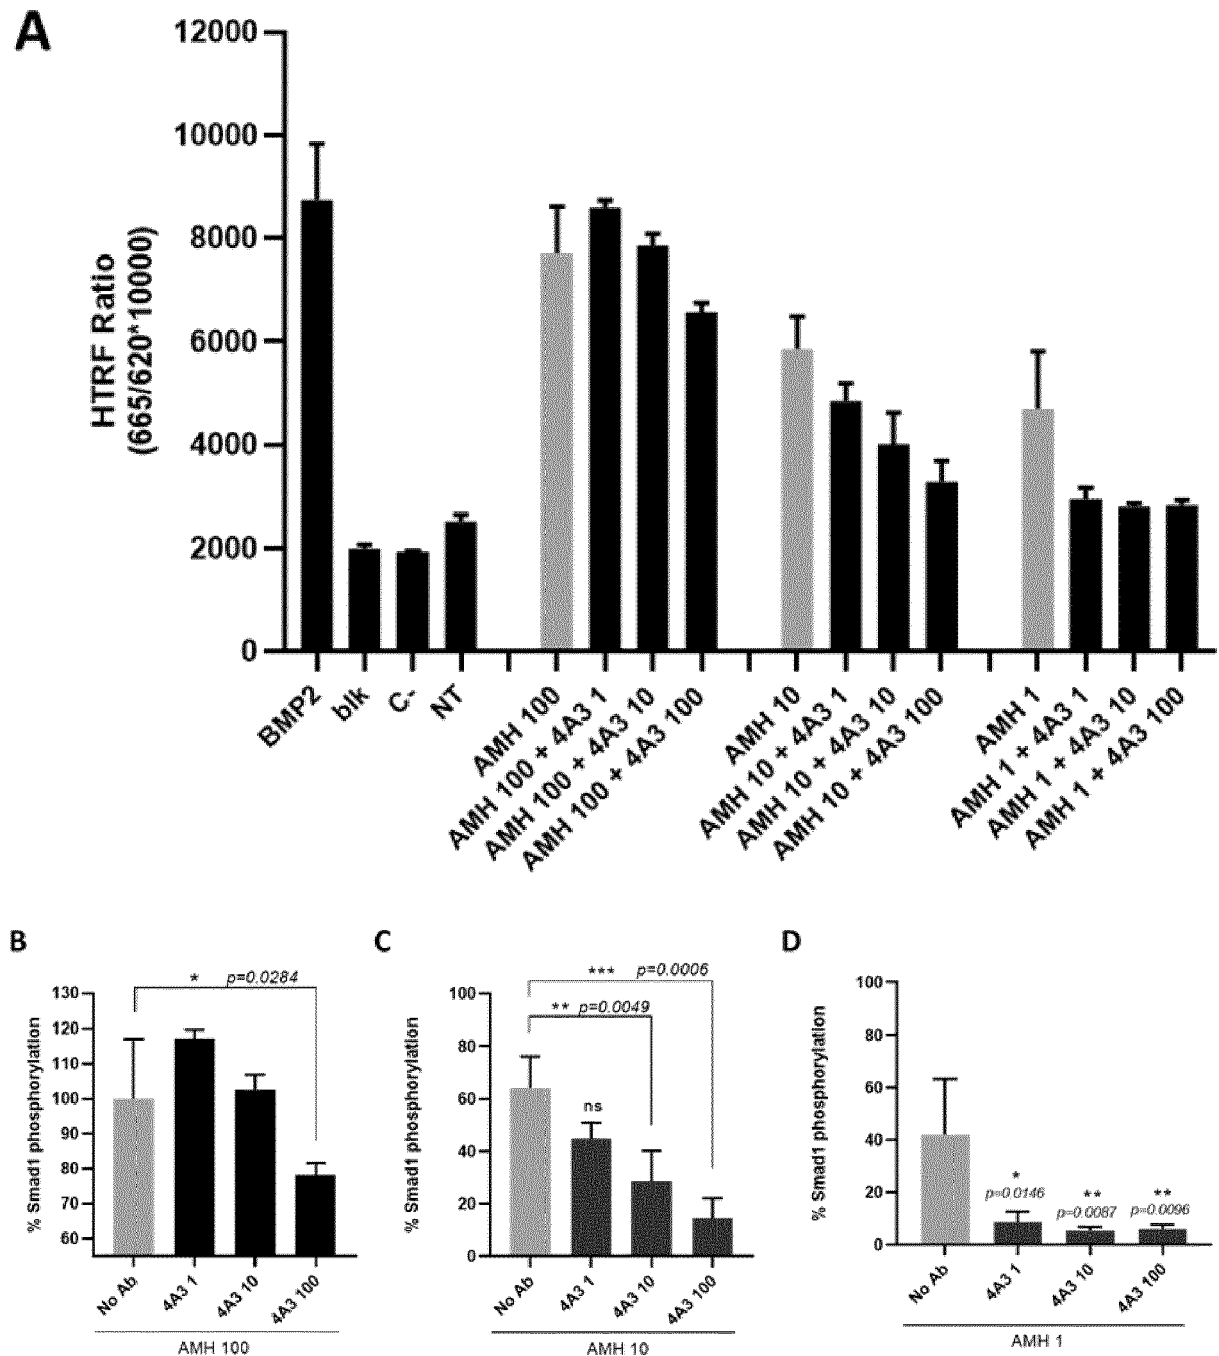 A
12000
10000
8000
6000
4000
2000
0
HTRF Ratio
(665/620*10000)
BMP2
blk
C-
NT
AMH 100
AMH 100 + 4A3 1
AMH 100 + 4A3 10
AMH 100 + 4A3 100
AMH 10
AMH 10 + 4A3 1
AMH 10 + 4A3 10
AMH 10 + 4A3 100
AMH 1
AMH 1 + 4A3 1
AMH 1 + 4A3 10
AMH 1 + 4A3 100
B
* p=0.0284
130
120
110
100
90
80
70
60
% Smad1 phosphorylation
No Ab
4A3 1
4A3 10
4A3 100
AMH 100
C
*** p=0.0006
** p=0.0049
ns
100
80
60
40
20
0
% Smad1 phosphorylation
No Ab
4A3 1
4A3 10
4A3 100
AMH 10
D
100
80
60
40
20
0
% Smad1 phosphorylation
*
p=0.0146
**
p=0.0087
**
p=0.0096
No Ab
4A3 1
4A3 10
4A3 100
AMH 1